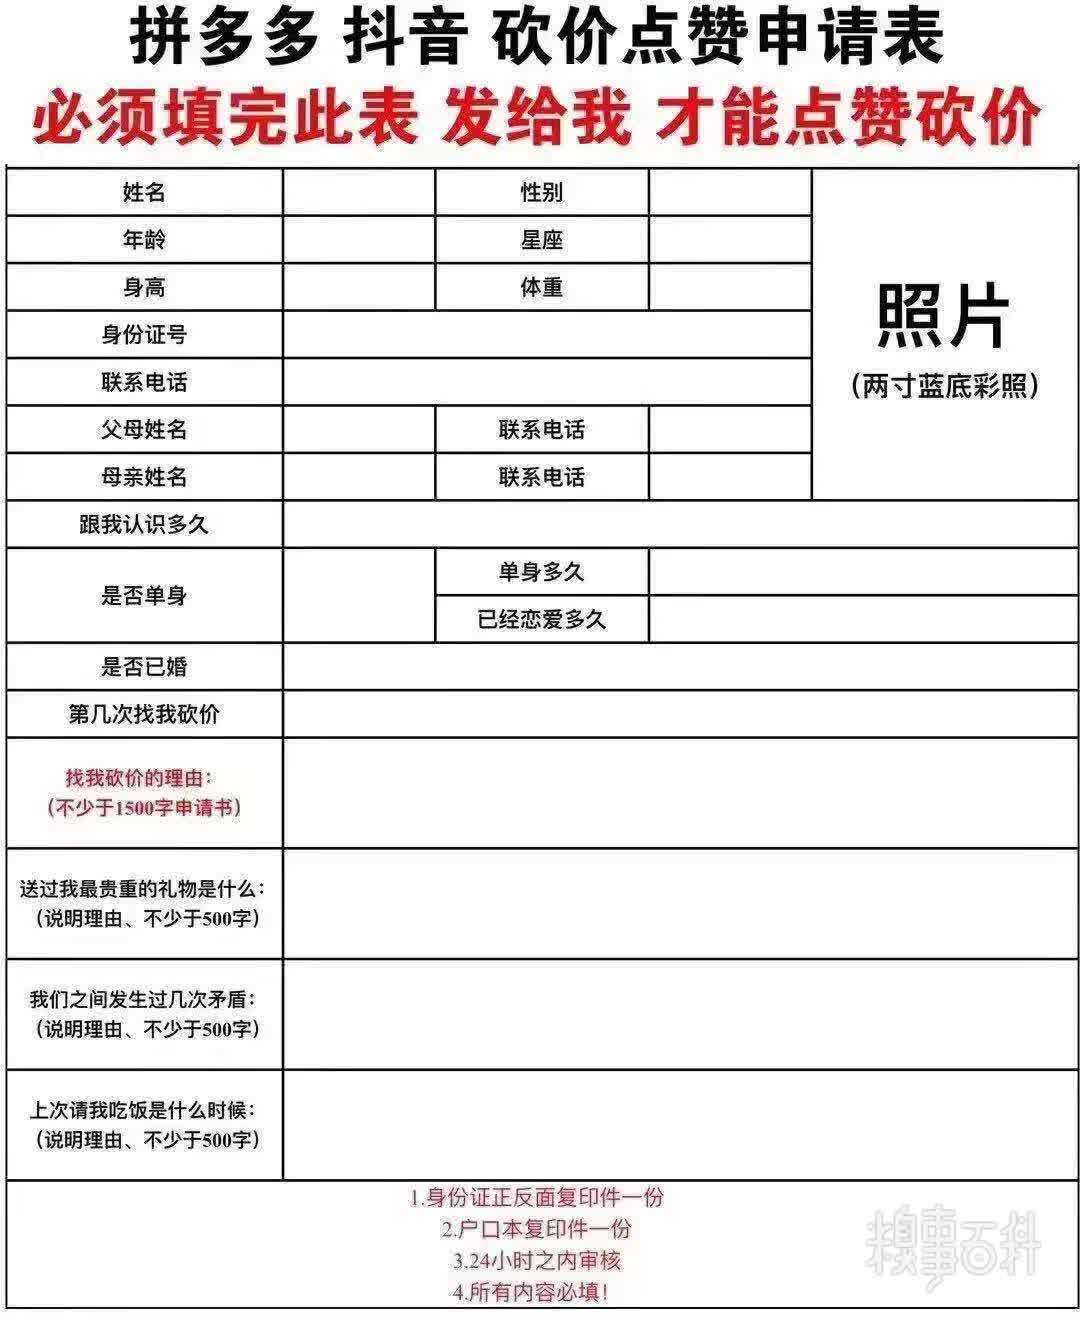 拼多多 抖音 砍价点赞申请表
必须填完此表 发给我 才能点赞砍价
姓名 性别
年龄 星座
身高 体重
照片
（两寸蓝底彩照）
身份证号
联系电话
父母姓名 联系电话
母亲姓名 联系电话
跟我认识多久
是否单身
单身多久
已经恋爱多久
是否已婚
第几次找我砍价
找我砍价的理由：
（不少于1500字申请书）
送过我最贵重的礼物是什么：
（说明理由、不少于500字）
我们之间发生过几次矛盾：
（说明理由、不少于500字）
上次请我吃饭是什么时候：
（说明理由、不少于500字）
1.身份证正反面复印件一份
2.户口本复印件一份
3.24小时之内审核
4.所有内容必填！
糗事百科